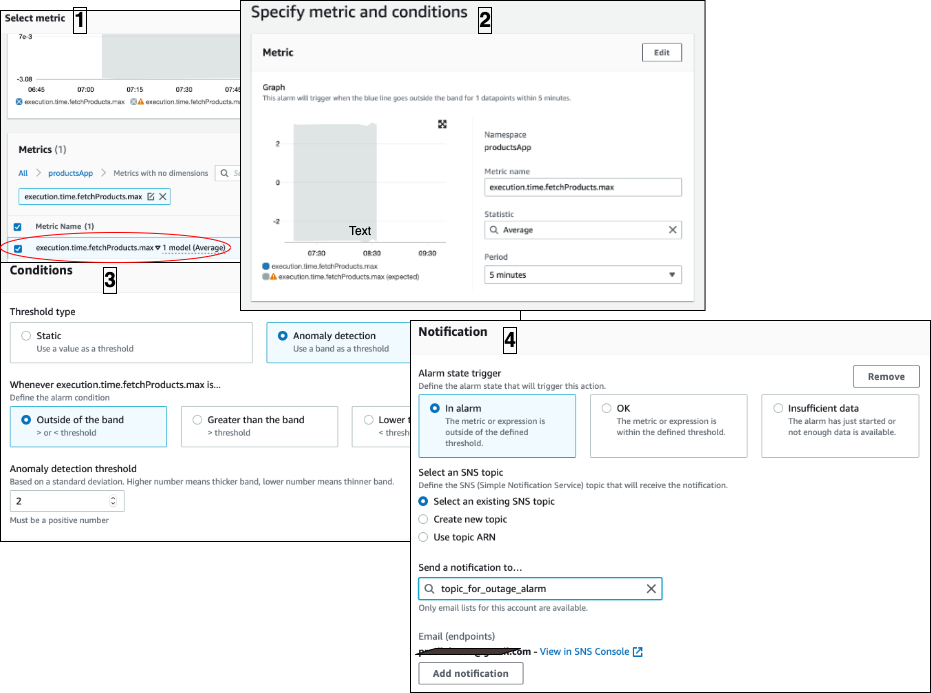 Select metric 1
7e-3
-3.08
06:45 07:00 07:15 07:30 07:45
execution.time.fetchProducts.max execution.time.fetchProducts.m
Metrics (1)
All > productsApp > Metrics with no dimensions
execution.time.fetchProducts.max
Metric Name (1)
execution.time.fetchProducts.max 1 model (Average)
Specify metric and conditions 2
Metric
Edit
Graph
This alarm will trigger when the blue line goes outside the band for 1 datapoints within 5 minutes.
2
0
-2
Text
07:30 08:30 09:30
execution.time.fetchProducts.max
execution.time.fetchProducts.max (expected)
Namespace
productsApp
Metric name
execution.time.fetchProducts.max
Statistic
Average
Period
5 minutes
Conditions 3
Threshold type
Static
Use a value as a threshold
Anomaly detection
Use a band as a threshold
Whenever execution.time.fetchProducts.max is...
Define the alarm condition
Outside of the band
> or < threshold
Greater than the band
> threshold
Lower
< thresh
Anomaly detection threshold
Based on a standard deviation. Higher number means thicker band, lower number means thinner band.
2
Must be a positive number
Notification 4
Alarm state trigger
Define the alarm state that will trigger this action.
Remove
In alarm
The metric or expression is
outside of the defined
threshold.
OK
The metric or expression is
within the defined threshold.
Insufficient data
The alarm has just started or
not enough data is available.
Select an SNS topic
Define the SNS (Simple Notification Service) topic that will receive the notification.
Select an existing SNS topic
Create new topic
Use topic ARN
Send a notification to…
topic_for_outage_alarm
Only email lists for this account are available.
Email (endpoints)
.com - View in SNS Console
Add notification